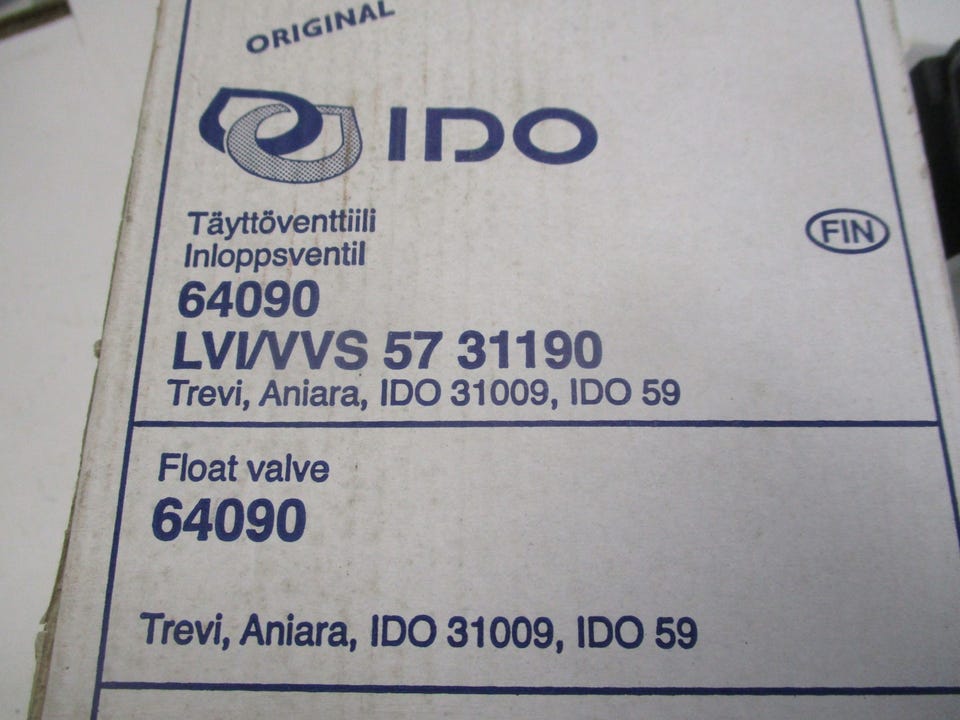 ORIGINAL
IDO
Täyttöventtiili
Inloppsventil
FIN
64090
LVI/VVS 57 31190
Trevi, Aniara, IDO 31009, IDO 59
Float valve
64090
Trevi, Aniara, IDO 31009, IDO 59